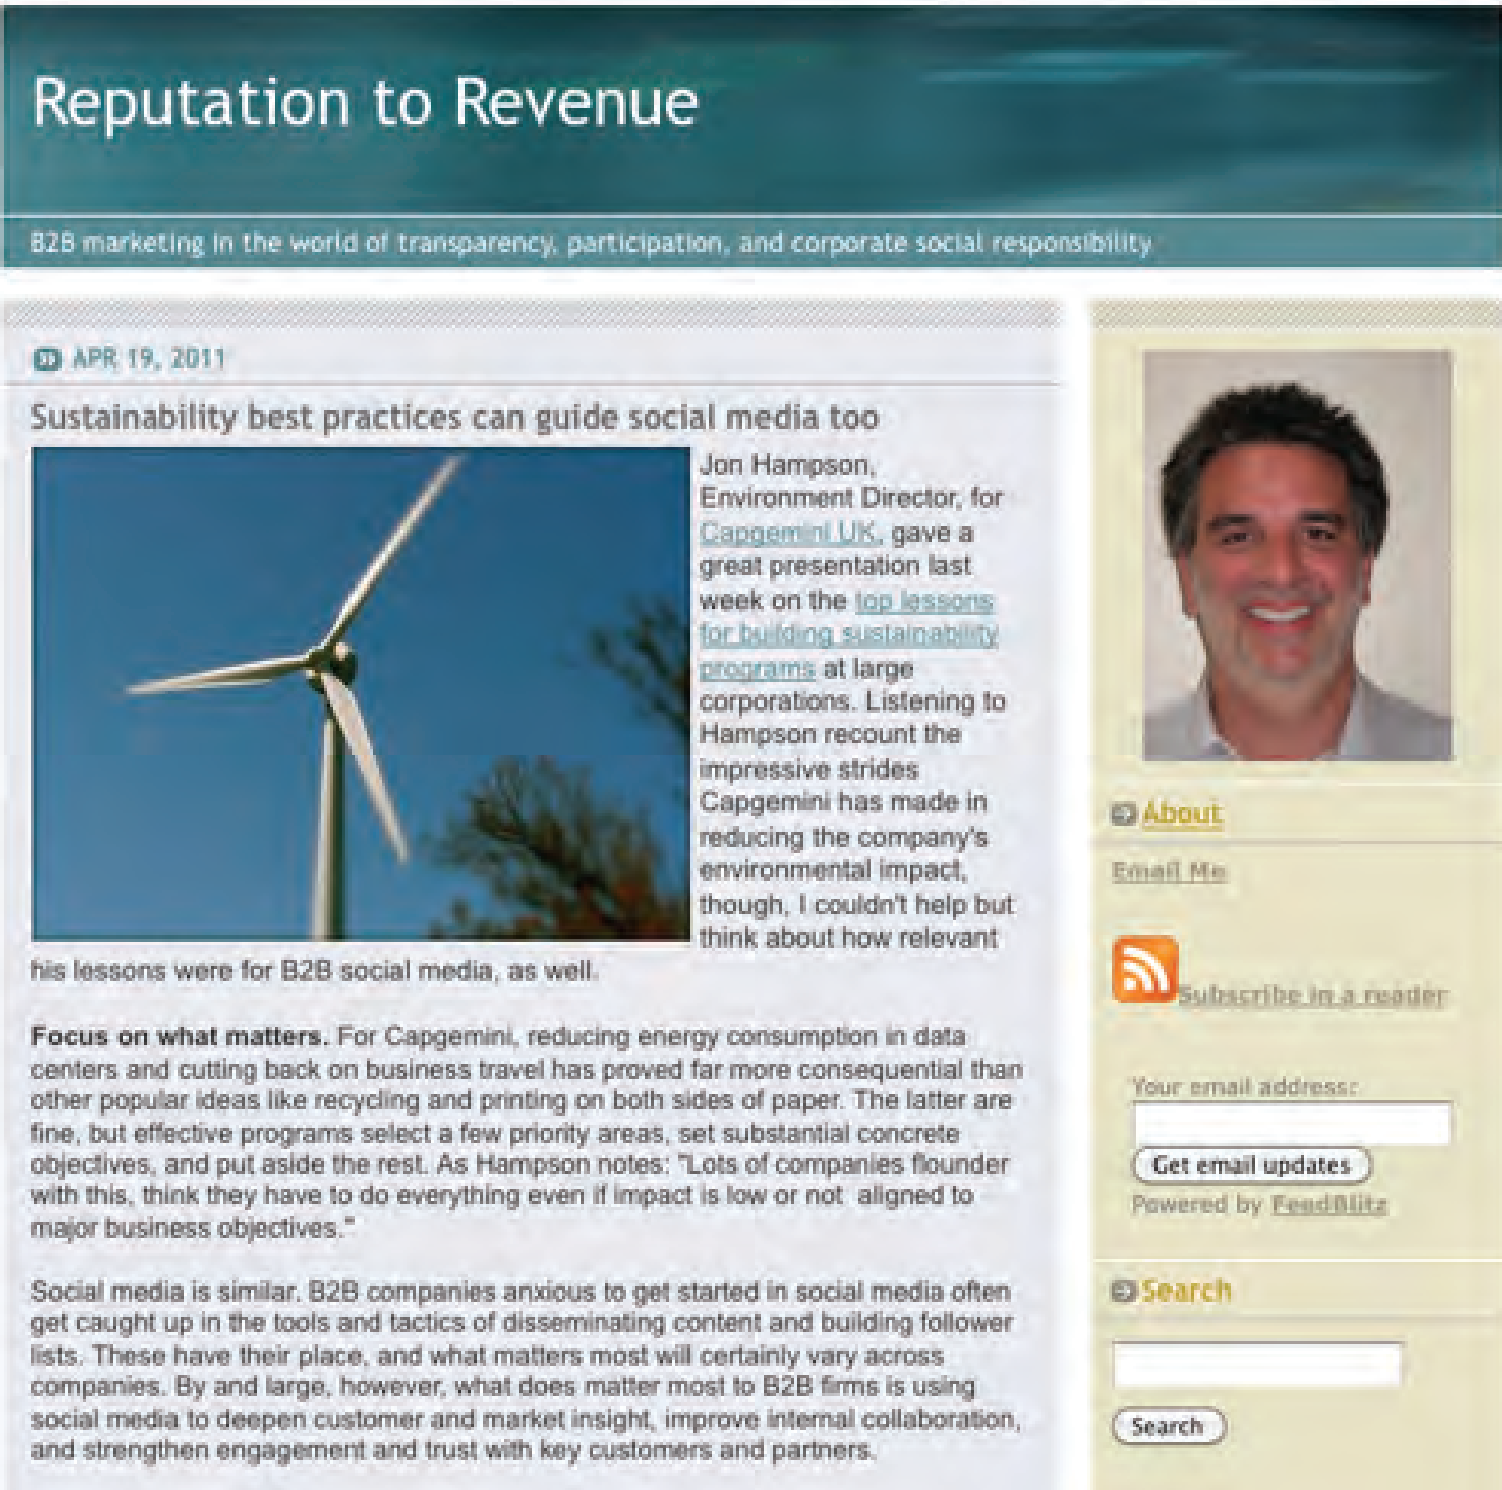 Reputation to Revenue
B2B marketing in the world of transparency, participation, and corporate social responsibility
APR 19, 2011
Sustainability best practices can guide social media too
Jon Hampson,
Environment Director, for
Capgemini UK, gave a
great presentation last
week on the top lessons
for building sustainability
programs at large
corporations. Listening to
Hampson recount the
impressive strides
Capgemini has made in
reducing the company's
environmental impact,
though, I couldn't help but
think about how relevant
his lessons were for B2B social media, as well.
Focus on what matters. For Capgemini, reducing energy consumption in data
centers and cutting back on business travel has proved far more consequential than
other popular ideas like recycling and printing on both sides of paper. The latter are
fine, but effective programs select a few priority areas, set substantial concrete
objectives, and put aside the rest. As Hampson notes: "Lots of companies flounder
with this, think they have to do everything even if impact is low or not aligned to
major business objectives."
Social media is similar. B2B companies anxious to get started in social media often
get caught up in the tools and tactics of disseminating content and building follower
lists. These have their place, and what matters most will certainly vary across
companies. By and large, however, what does matter most to B2B firms is using
social media to deepen customer and market insight, improve internal collaboration,
and strengthen engagement and trust with key customers and partners.
About
Email Me
Subscribe in a reader
Your email address:
Get email updates
Powered by FeedBlitz
Search
Search